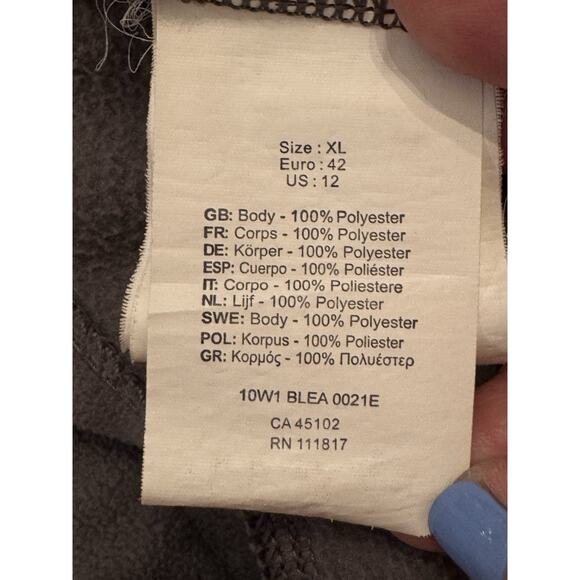 Size : XL
Euro : 42
US : 12
GB: Body - 100% Polyester
FR: Corps - 100% Polyester
DE: Körper - 100% Polyester
ESP: Cuerpo - 100% Poliéster
IT: Corpo - 100% Poliestere
NL: Lijf - 100% Polyester
SWE: Body - 100% Polyester
POL: Korpus - 100% Poliester
GR: Κορμός - 100% Πολυέστερ
10W1 BLEA 0021E
CA 45102
RN 111817